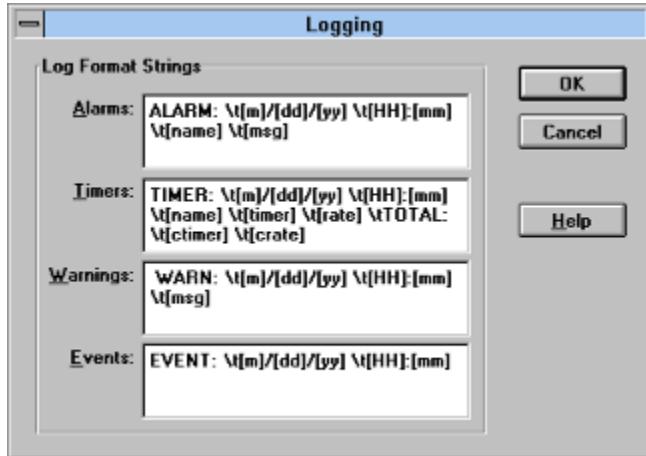 Logging
Log Format Strings
Alarms:
ALARM: \t[m]/[dd]/[yy] \t[HH]:[mm]
\t[name] \t[msg]
Timers:
TIMER: \t[m]/[dd]/[yy] \t[HH]:[mm]
\t[name] \t[timer] \t[rate] \tTOTAL:
\t[ctimer] \t[crate]
Warnings:
WARN: \t[m]/[dd]/[yy] \t[HH]:[mm]
\t[msg]
Events:
EVENT: \t[m]/[dd]/[yy] \t[HH]:[mm]
OK
Cancel
Help